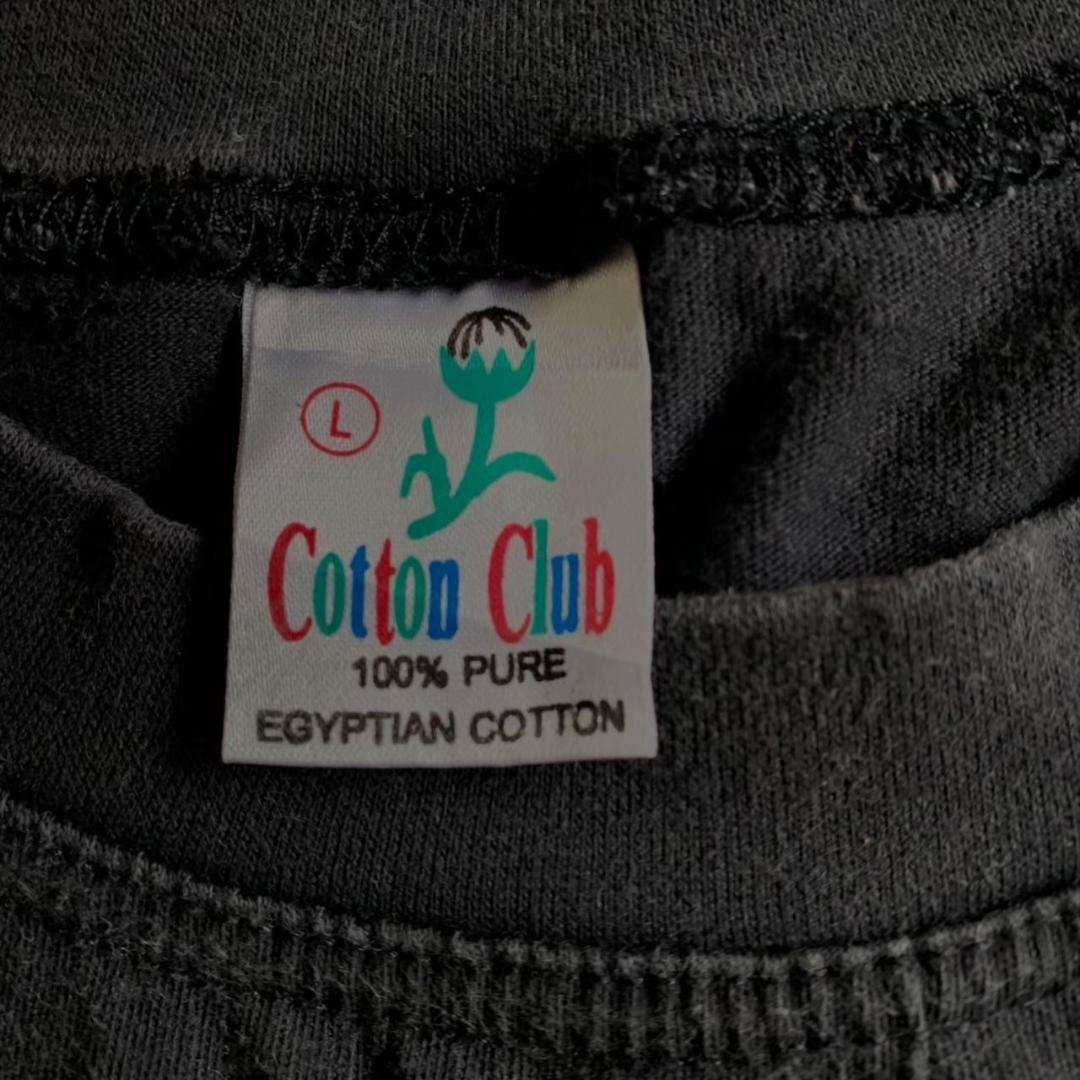 L
Cotton Club
100% PURE
EGYPTIAN COTTON